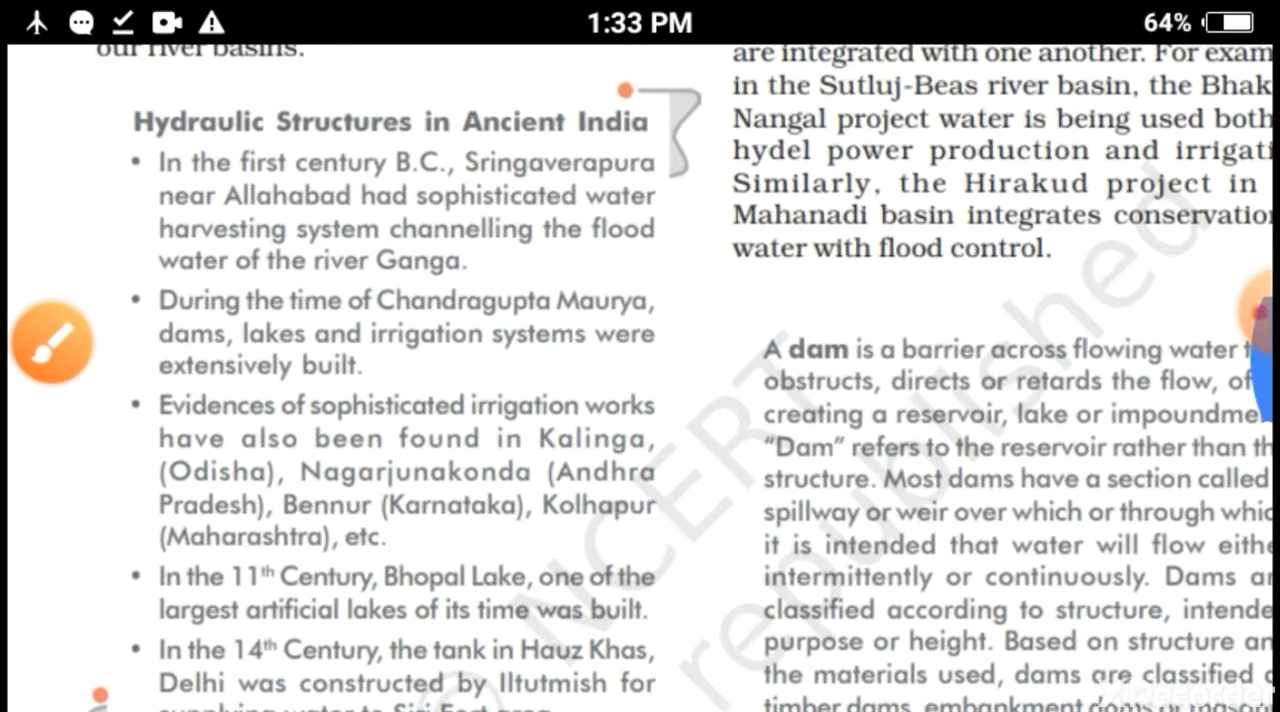 1:33 PM
64%
our river basins.
Hydraulic Structures in Ancient India
• In the first century B.C., Sringaverapura
near Allahabad had sophisticated water
harvesting system channelling the flood
water of the river Ganga.
• During the time of Chandragupta Maurya,
dams, lakes and irrigation systems were
extensively built.
• Evidences of sophisticated irrigation works
have also been found in Kalinga,
(Odisha), Nagarjunakonda (Andhra
Pradesh), Bennur (Karnataka), Kolhapur
(Maharashtra), etc.
• In the 11th Century, Bhopal Lake, one of the
largest artificial lakes of its time was built.
• In the 14th Century, the tank in Hauz Khas,
Delhi was constructed by Iltutmish for
supplying water to Siri Fort area.
are integrated with one another. For exam
in the Sutluj-Beas river basin, the Bhak
Nangal project water is being used both
hydel power production and irrigati
Similarly, the Hirakud project in
Mahanadi basin integrates conservation
water with flood control.
A dam is a barrier across flowing water t
obstructs, directs or retards the flow, of
creating a reservoir, lake or impoundme
"Dam" refers to the reservoir rather than th
structure. Most dams have a section called
spillway or weir over which or through whic
it is intended that water will flow eithe
intermittently or continuously. Dams ar
classified according to structure, intende
purpose or height. Based on structure an
the materials used, dams are classified
timber dams, embankment dams
© NCERT
republished